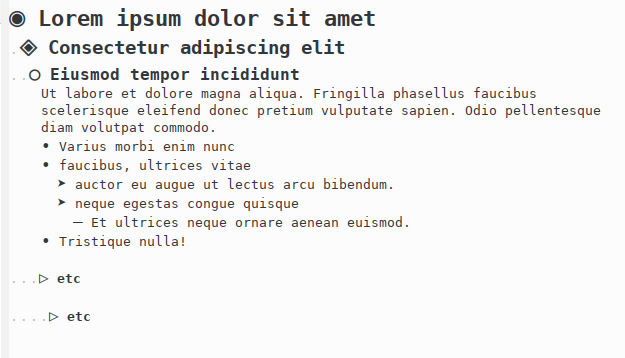 ◉ Lorem ipsum dolor sit amet
.◈ Consectetur adipiscing elit
..○ Eiusmod tempor incididunt
Ut labore et dolore magna aliqua. Fringilla phasellus faucibus
scelerisque eleifend donec pretium vulputate sapien. Odio pellentesque
diam volutpat commodo.
• Varius morbi enim nunc
• faucibus, ultrices vitae
➤ auctor eu augue ut lectus arcu bibendum.
➤ neque egestas congue quisque
— Et ultrices neque ornare aenean euismod.
• Tristique nulla!
...▷ etc
....▷ etc